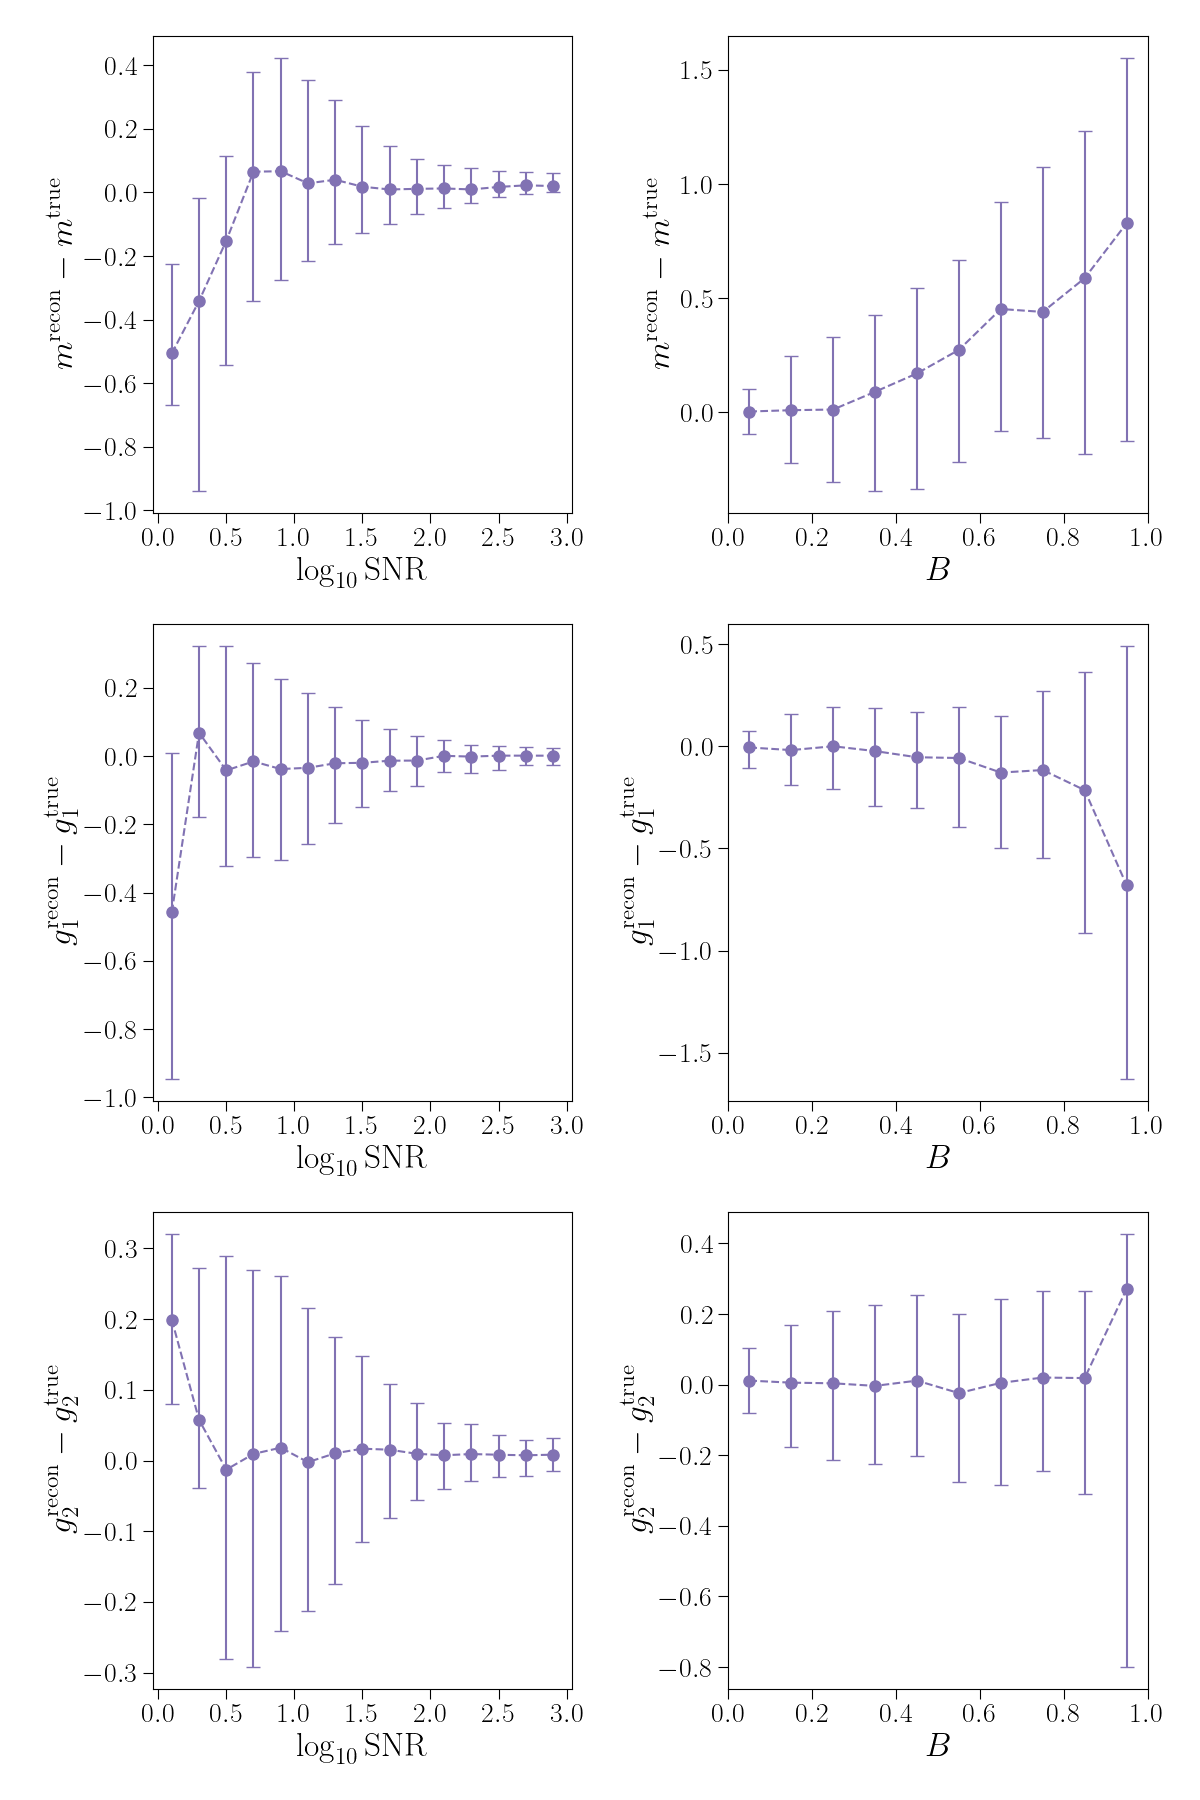 0.4
0.2
0.0
−0.2
−0.4
−0.6
−0.8
−1.0
m^recon − m^true
0.0 0.5 1.0 1.5 2.0 2.5 3.0
log₁₀ SNR
1.5
1.0
0.5
0.0
m^recon − m^true
0.0 0.2 0.4 0.6 0.8 1.0
B
0.2
0.0
−0.2
−0.4
−0.6
−0.8
−1.0
g₁^recon − g₁^true
0.0 0.5 1.0 1.5 2.0 2.5 3.0
log₁₀ SNR
0.5
0.0
−0.5
−1.0
−1.5
g₁^recon − g₁^true
0.0 0.2 0.4 0.6 0.8 1.0
B
0.3
0.2
0.1
0.0
−0.1
−0.2
−0.3
g₂^recon − g₂^true
0.0 0.5 1.0 1.5 2.0 2.5 3.0
log₁₀ SNR
0.4
0.2
0.0
−0.2
−0.4
−0.6
−0.8
g₂^recon − g₂^true
0.0 0.2 0.4 0.6 0.8 1.0
B